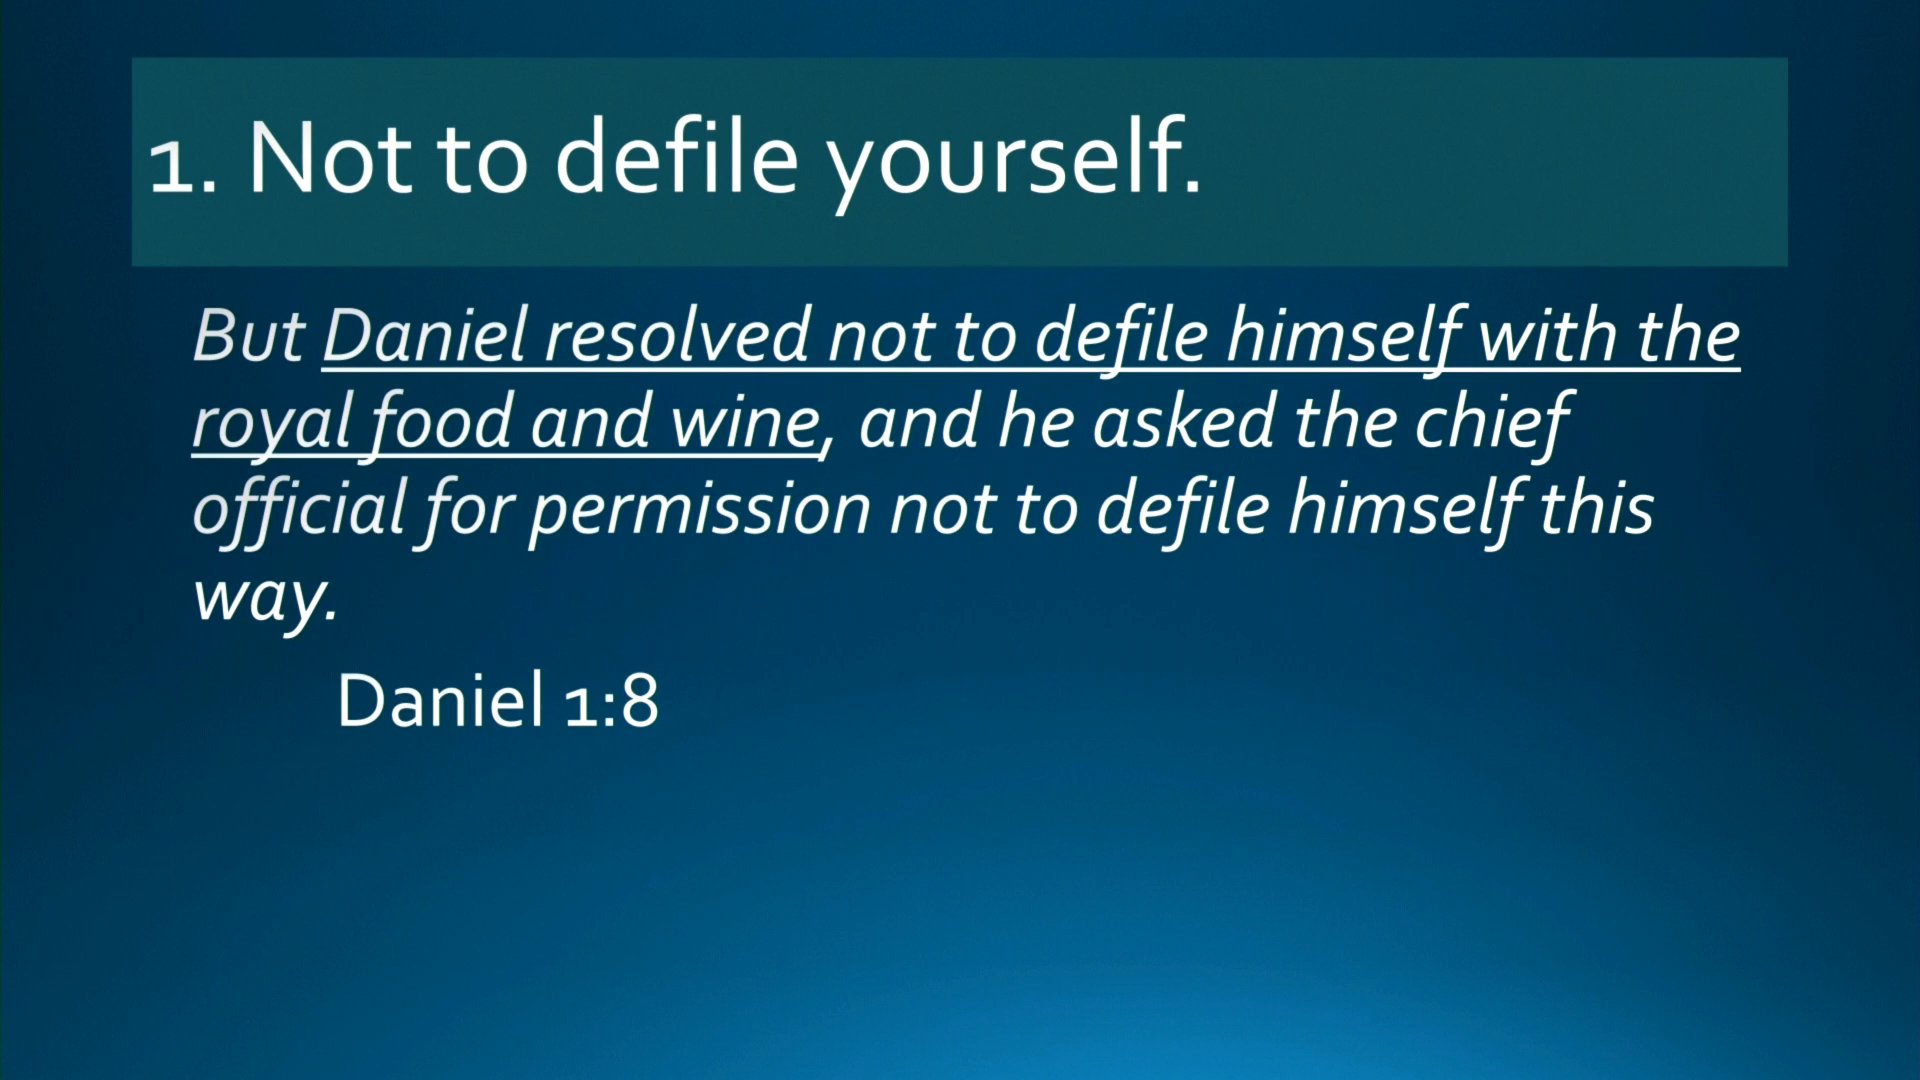 1. Not to defile yourself.
But Daniel resolved not to defile himself with the
royal food and wine, and he asked the chief
official for permission not to defile himself this
way.
Daniel 1:8